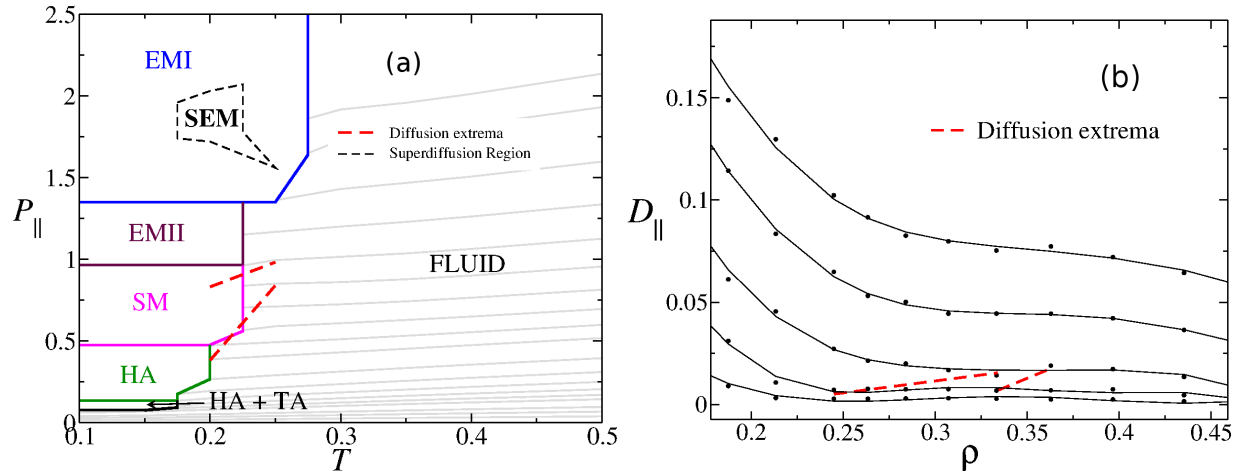 2.5
2
1.5
1
0.5
0
P||
0.1
0.2
0.3
0.4
0.5
T
EMI
(a)
SEM
Diffusion extrema
Superdiffusion Region
EMII
FLUID
SM
HA
HA + TA
0.15
0.1
0.05
0
D||
0.2
0.25
0.3
0.35
0.4
0.45
ρ
(b)
Diffusion extrema